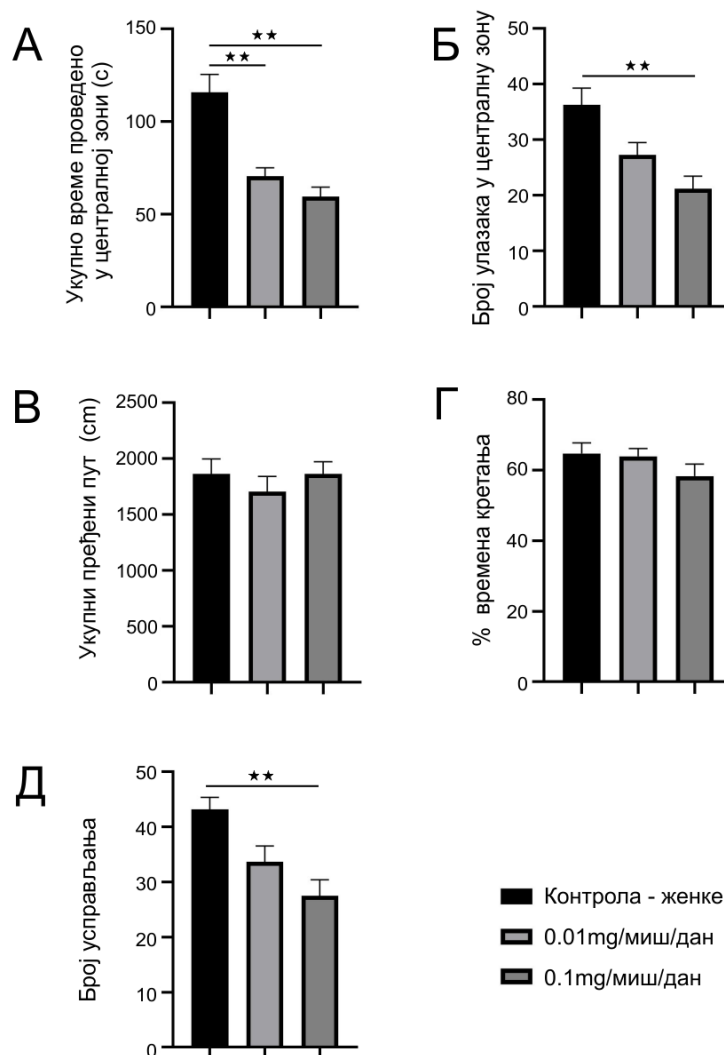 А
Укупно време проведено
у централној зони (с)
150
100
50
0
★★
★★
Б
Број улазака у централну зону
50
40
30
20
10
0
★★
В
Укупни пређени пут (cm)
2500
2000
1500
1000
500
0
Г
% времена кретања
80
60
40
20
0
Д
Број усправљања
50
40
30
20
10
0
★★
Контрола - женке
0.01mg/миш/дан
0.1mg/миш/дан